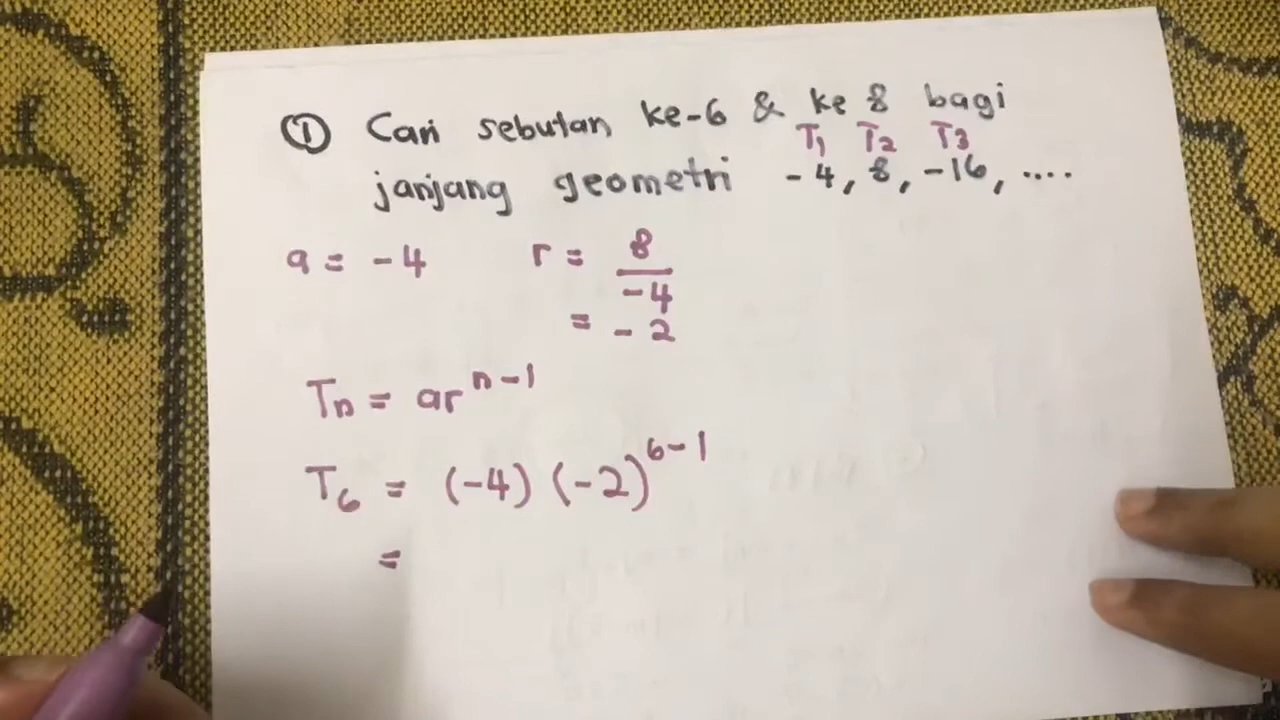 ① Cari sebutan ke-6 & ke 8 bagi
T₁ T₂ T₃
janjang geometri -4, 8, -16, ....
a = -4 r = 8/-4
= -2
Tₙ = arⁿ⁻¹
T₆ = (-4) (-2)⁶⁻¹
=